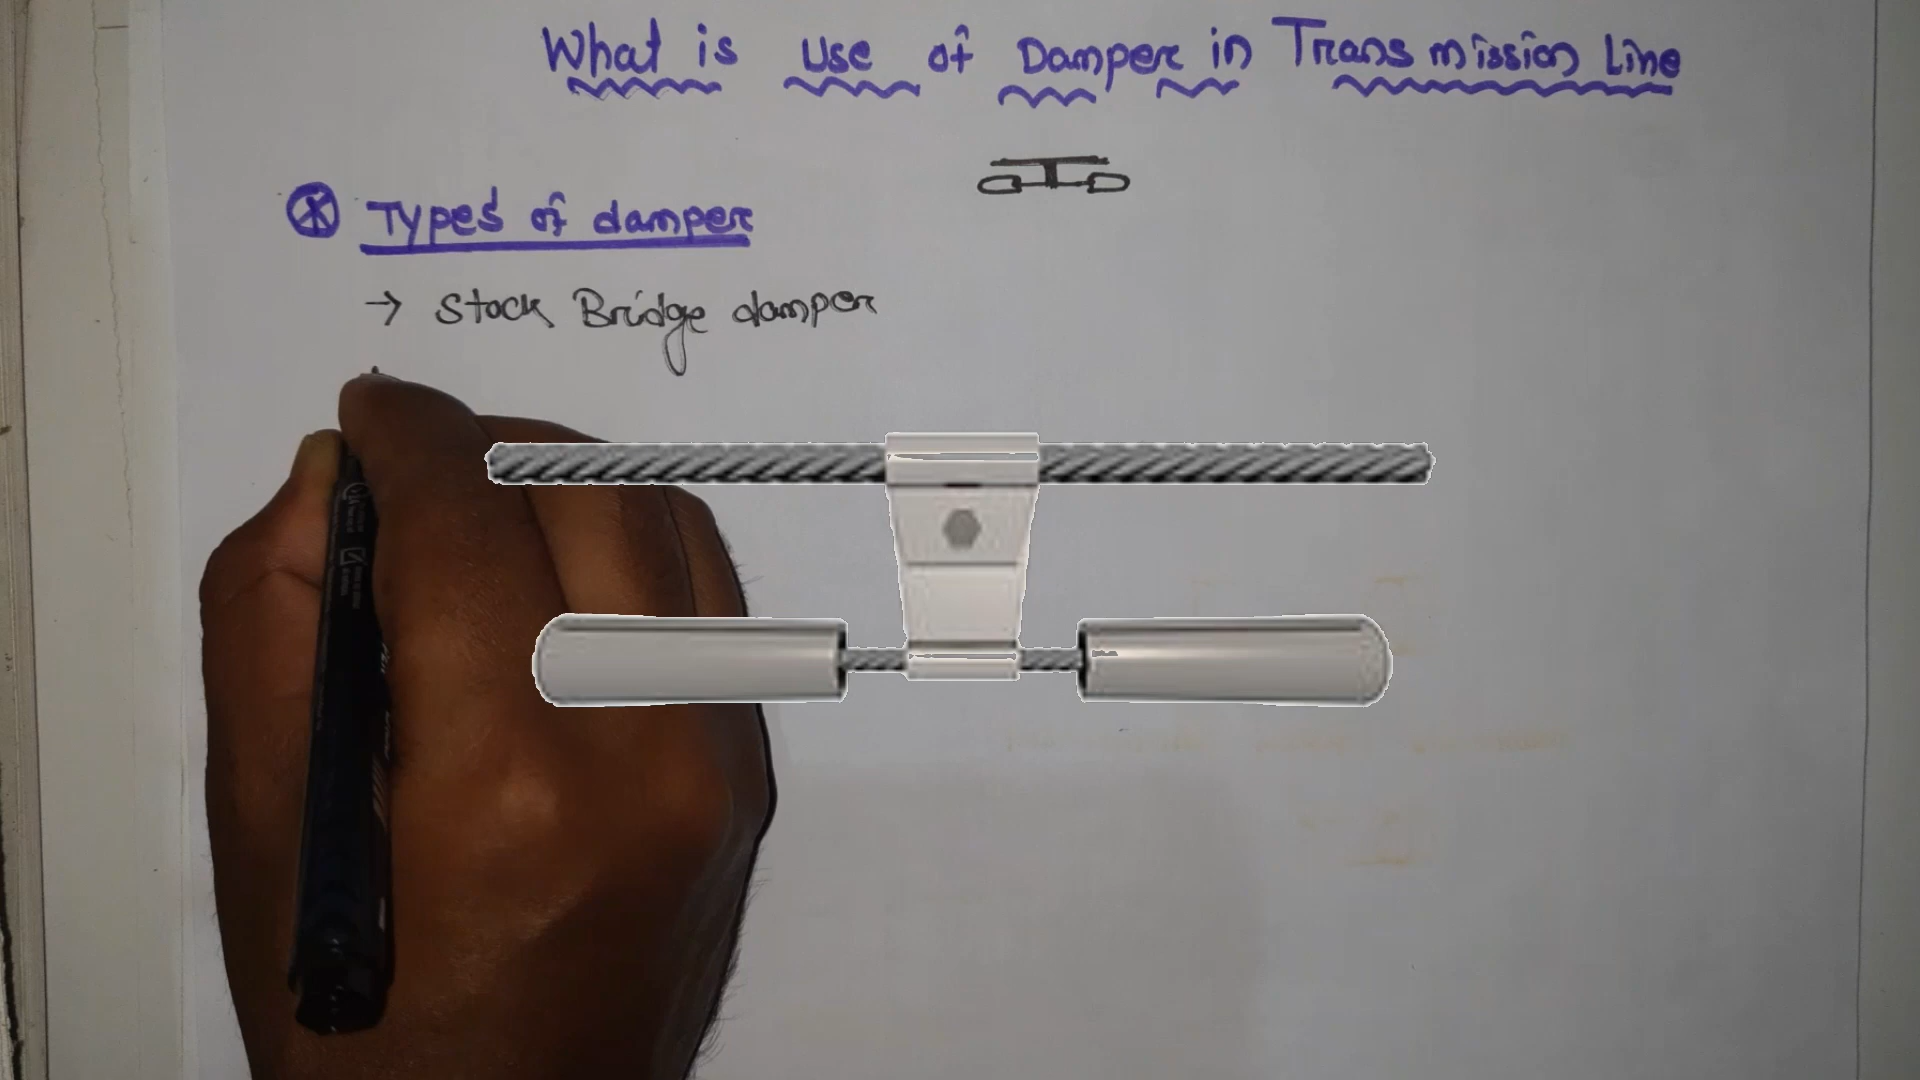 What is Use of Damper in Transmission Line
Types of damper
→ Stock Bridge damper